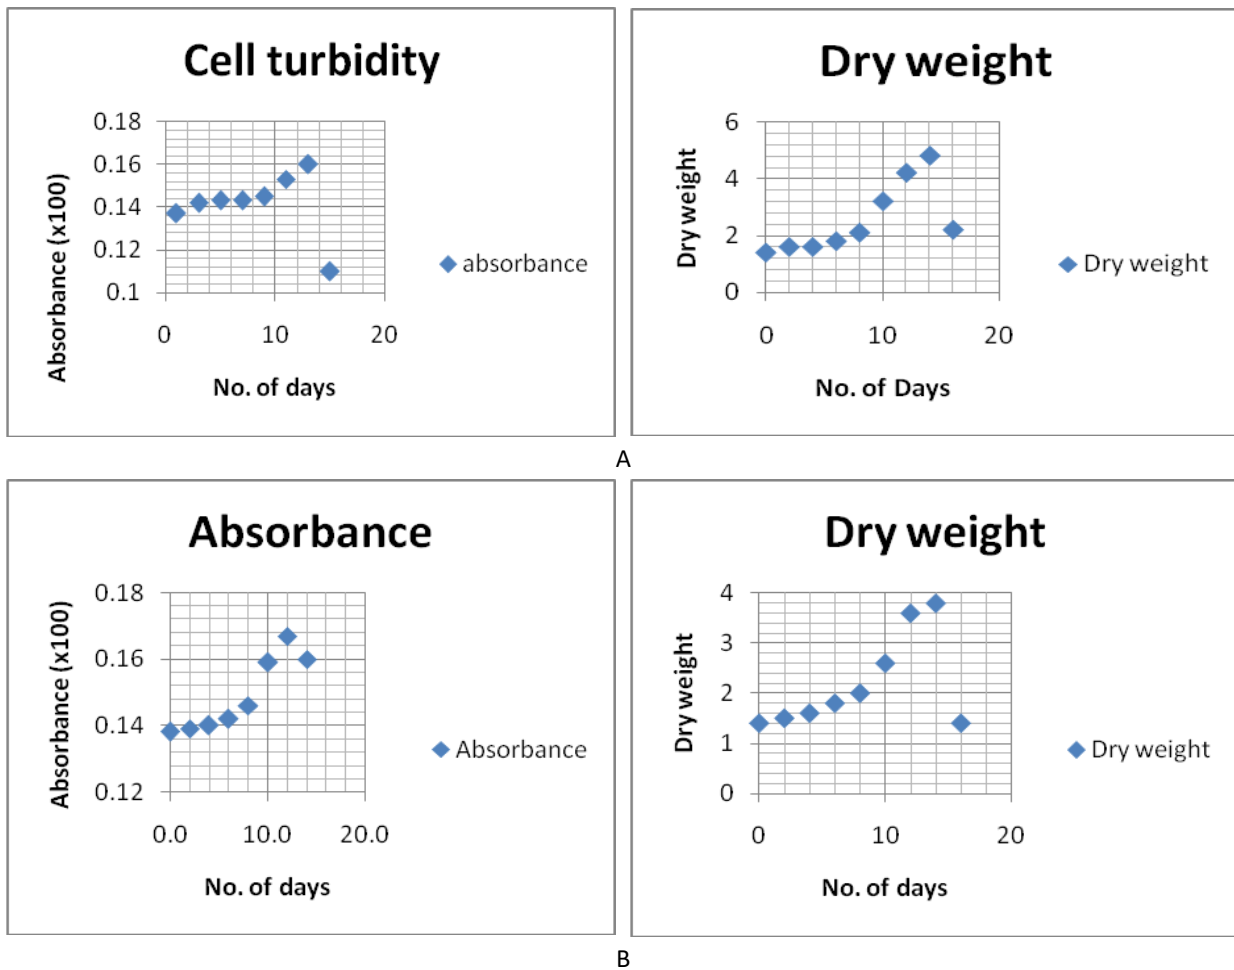 Cell turbidity
0.18
0.16
0.14
0.12
0.1
Absorbance (x100)
0 10 20
No. of days
absorbance
Dry weight
6
4
2
0
Dry weight
0 10 20
No. of Days
Dry weight
A
Absorbance
0.18
0.16
0.14
0.12
Absorbance (x100)
0.0 10.0 20.0
No. of days
Absorbance
Dry weight
4
3
2
1
0
Dry weight
0 10 20
No. of days
Dry weight
B